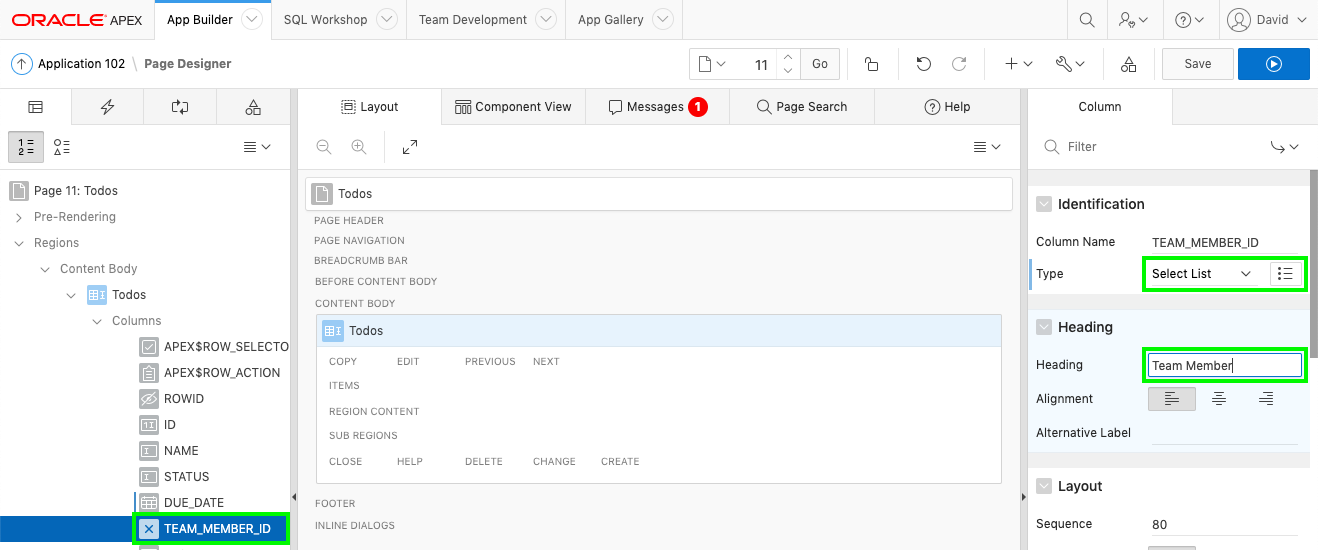 ORACLE APEX App Builder SQL Workshop Team Development App Gallery David
Application 102 \ Page Designer 11 Go Save
Layout Component View Messages 1 Page Search Help Column
1
2
Filter
Page 11: Todos
Pre-Rendering
Regions
Content Body
Todos
Columns
APEX$ROW_SELECTO
APEX$ROW_ACTION
ROWID
ID
NAME
STATUS
DUE_DATE
TEAM_MEMBER_ID
Todos
PAGE HEADER
PAGE NAVIGATION
BREADCRUMB BAR
BEFORE CONTENT BODY
CONTENT BODY
Todos
COPY EDIT PREVIOUS NEXT
ITEMS
REGION CONTENT
SUB REGIONS
CLOSE HELP DELETE CHANGE CREATE
FOOTER
INLINE DIALOGS
Identification
Column Name TEAM_MEMBER_ID
Type Select List
Heading
Heading Team Member
Alignment
Alternative Label
Layout
Sequence 80